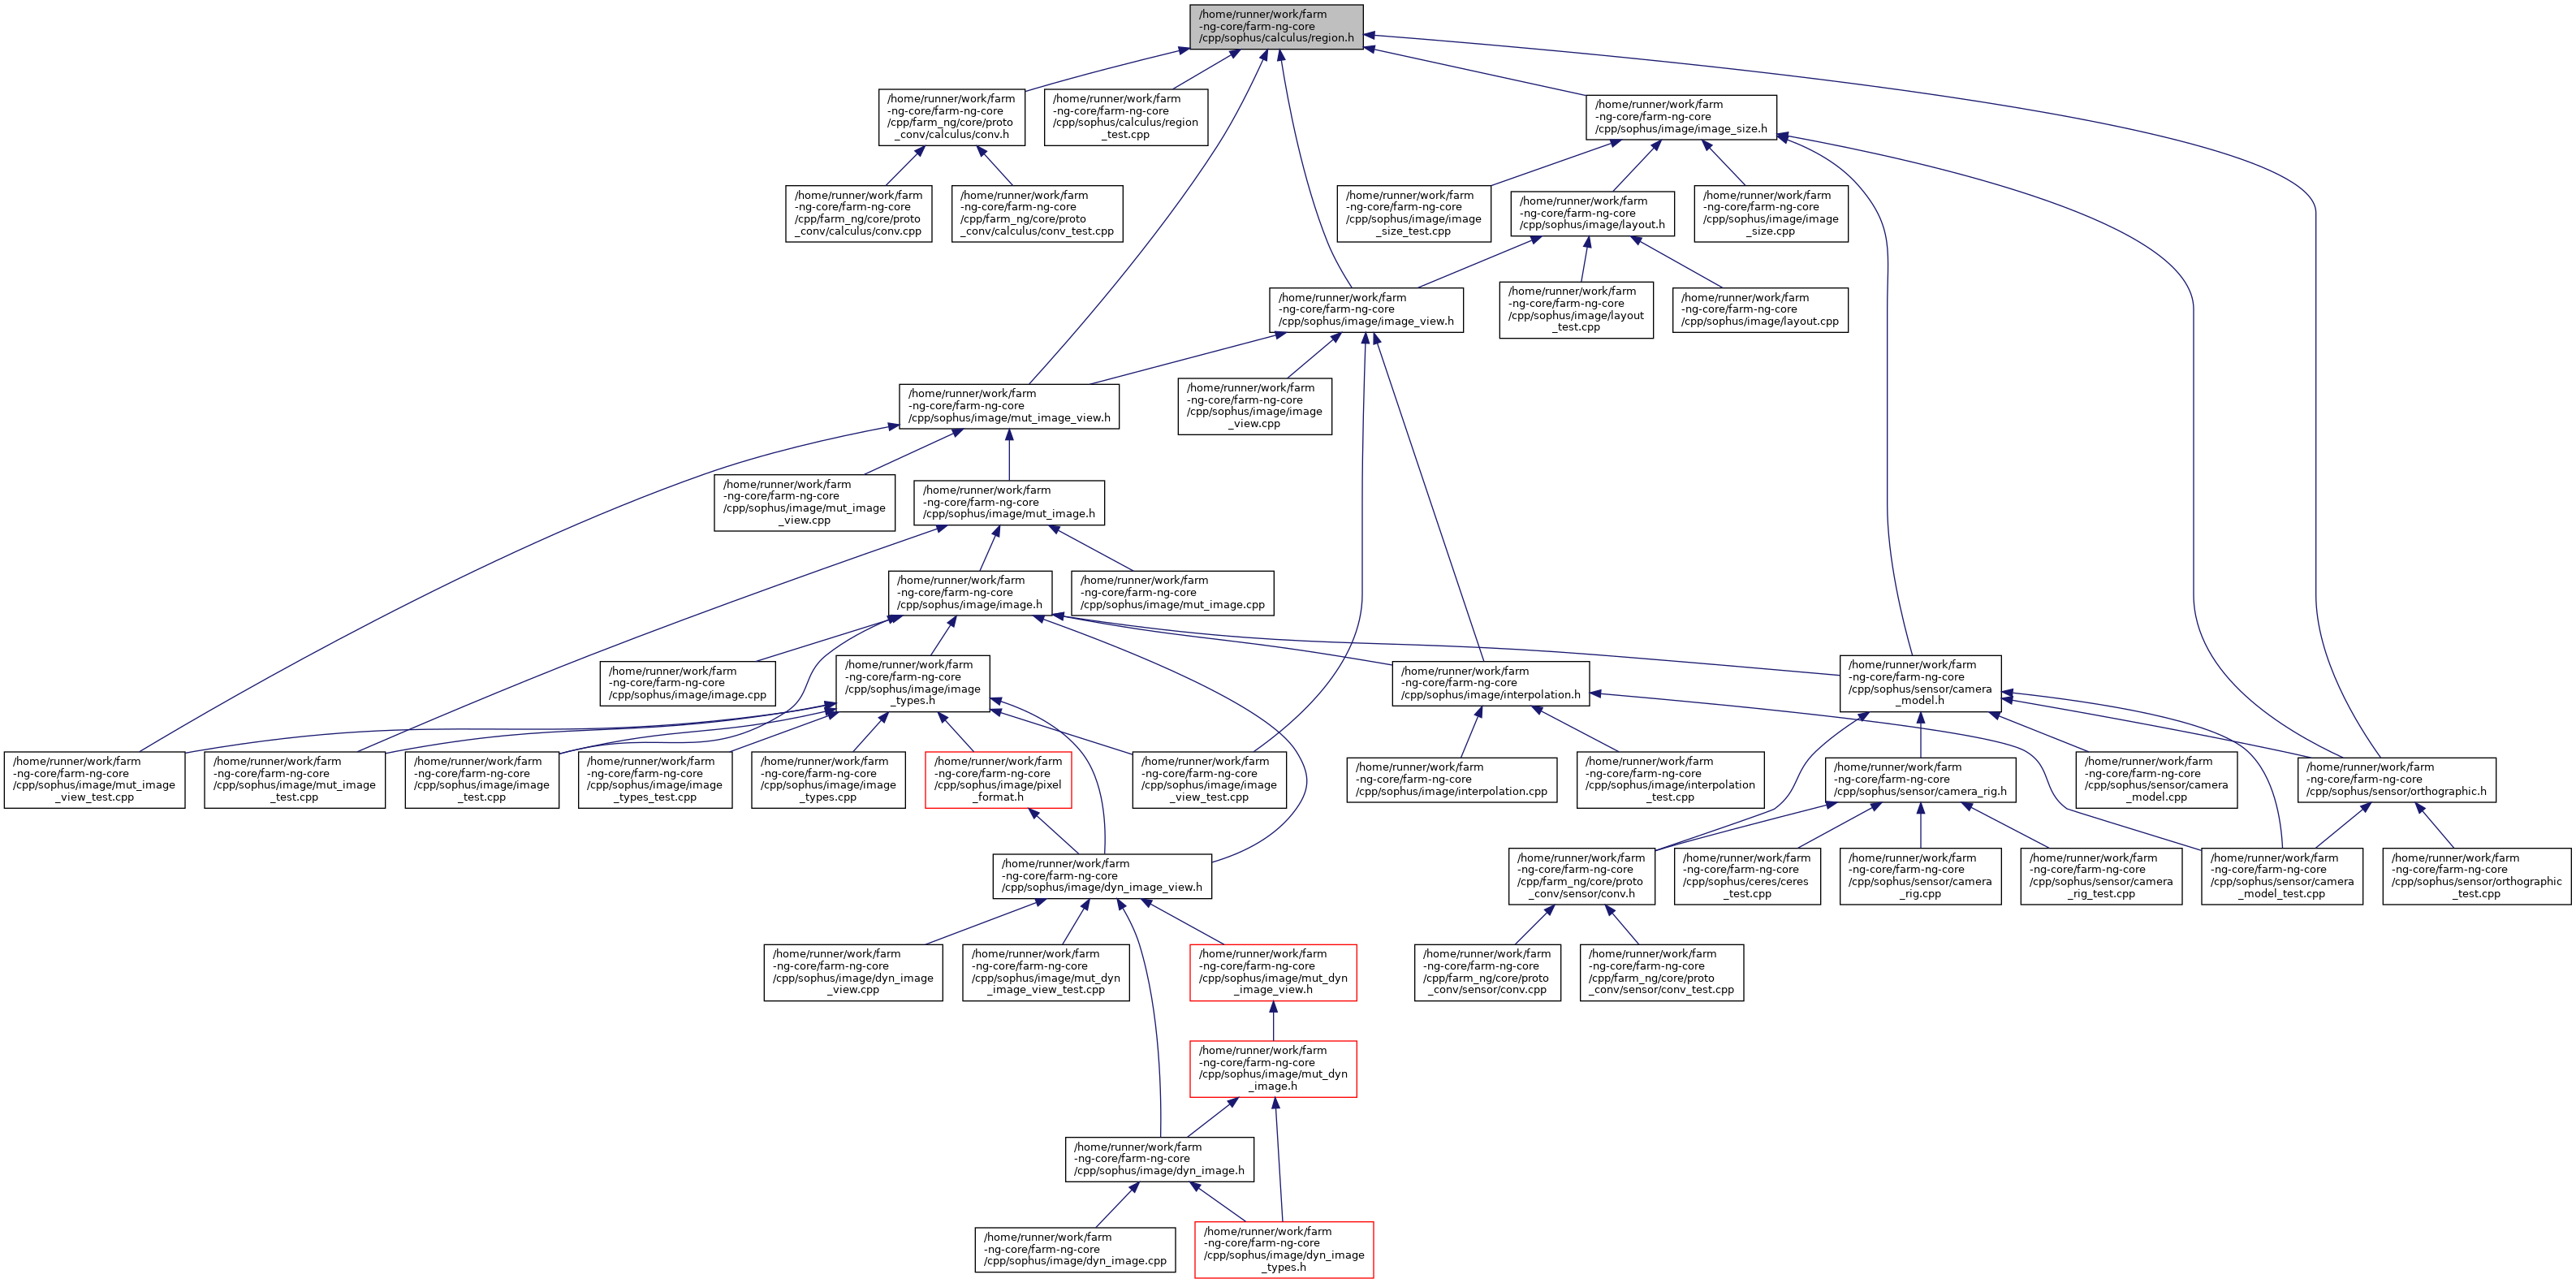 /home/runner/work/farm
-ng-core/farm-ng-core
/cpp/sophus/calculus/region.h
/home/runner/work/farm
-ng-core/farm-ng-core
/cpp/farm_ng/core/proto
_conv/calculus/conv.h
/home/runner/work/farm
-ng-core/farm-ng-core
/cpp/sophus/calculus/region
_test.cpp
/home/runner/work/farm
-ng-core/farm-ng-core
/cpp/sophus/image/image_size.h
/home/runner/work/farm
-ng-core/farm-ng-core
/cpp/farm_ng/core/proto
_conv/calculus/conv.cpp
/home/runner/work/farm
-ng-core/farm-ng-core
/cpp/farm_ng/core/proto
_conv/calculus/conv_test.cpp
/home/runner/work/farm
-ng-core/farm-ng-core
/cpp/sophus/image/image
_size_test.cpp
/home/runner/work/farm
-ng-core/farm-ng-core
/cpp/sophus/image/layout.h
/home/runner/work/farm
-ng-core/farm-ng-core
/cpp/sophus/image/image
_size.cpp
/home/runner/work/farm
-ng-core/farm-ng-core
/cpp/sophus/image/image_view.h
/home/runner/work/farm
-ng-core/farm-ng-core
/cpp/sophus/image/layout
_test.cpp
/home/runner/work/farm
-ng-core/farm-ng-core
/cpp/sophus/image/layout.cpp
/home/runner/work/farm
-ng-core/farm-ng-core
/cpp/sophus/image/mut_image_view.h
/home/runner/work/farm
-ng-core/farm-ng-core
/cpp/sophus/image/image
_view.cpp
/home/runner/work/farm
-ng-core/farm-ng-core
/cpp/sophus/image/mut_image
_view.cpp
/home/runner/work/farm
-ng-core/farm-ng-core
/cpp/sophus/image/mut_image.h
/home/runner/work/farm
-ng-core/farm-ng-core
/cpp/sophus/image/image.h
/home/runner/work/farm
-ng-core/farm-ng-core
/cpp/sophus/image/mut_image.cpp
/home/runner/work/farm
-ng-core/farm-ng-core
/cpp/sophus/image/image.cpp
/home/runner/work/farm
-ng-core/farm-ng-core
/cpp/sophus/image/image
_types.h
/home/runner/work/farm
-ng-core/farm-ng-core
/cpp/sophus/image/interpolation.h
/home/runner/work/farm
-ng-core/farm-ng-core
/cpp/sophus/sensor/camera
_model.h
/home/runner/work/farm
-ng-core/farm-ng-core
/cpp/sophus/image/mut_image
_view_test.cpp
/home/runner/work/farm
-ng-core/farm-ng-core
/cpp/sophus/image/mut_image
_test.cpp
/home/runner/work/farm
-ng-core/farm-ng-core
/cpp/sophus/image/image
_test.cpp
/home/runner/work/farm
-ng-core/farm-ng-core
/cpp/sophus/image/image
_types_test.cpp
/home/runner/work/farm
-ng-core/farm-ng-core
/cpp/sophus/image/image
_types.cpp
/home/runner/work/farm
-ng-core/farm-ng-core
/cpp/sophus/image/pixel
_format.h
/home/runner/work/farm
-ng-core/farm-ng-core
/cpp/sophus/image/image
_view_test.cpp
/home/runner/work/farm
-ng-core/farm-ng-core
/cpp/sophus/image/interpolation.cpp
/home/runner/work/farm
-ng-core/farm-ng-core
/cpp/sophus/image/interpolation
_test.cpp
/home/runner/work/farm
-ng-core/farm-ng-core
/cpp/sophus/sensor/camera_rig.h
/home/runner/work/farm
-ng-core/farm-ng-core
/cpp/sophus/sensor/camera
_model.cpp
/home/runner/work/farm
-ng-core/farm-ng-core
/cpp/sophus/sensor/orthographic.h
/home/runner/work/farm
-ng-core/farm-ng-core
/cpp/sophus/image/dyn_image_view.h
/home/runner/work/farm
-ng-core/farm-ng-core
/cpp/farm_ng/core/proto
_conv/sensor/conv.h
/home/runner/work/farm
-ng-core/farm-ng-core
/cpp/sophus/ceres/ceres
_test.cpp
/home/runner/work/farm
-ng-core/farm-ng-core
/cpp/sophus/sensor/camera
_rig.cpp
/home/runner/work/farm
-ng-core/farm-ng-core
/cpp/sophus/sensor/camera
_rig_test.cpp
/home/runner/work/farm
-ng-core/farm-ng-core
/cpp/sophus/sensor/camera
_model_test.cpp
/home/runner/work/farm
-ng-core/farm-ng-core
/cpp/sophus/sensor/orthographic
_test.cpp
/home/runner/work/farm
-ng-core/farm-ng-core
/cpp/sophus/image/dyn_image
_view.cpp
/home/runner/work/farm
-ng-core/farm-ng-core
/cpp/sophus/image/mut_dyn
_image_view_test.cpp
/home/runner/work/farm
-ng-core/farm-ng-core
/cpp/sophus/image/mut_dyn
_image_view.h
/home/runner/work/farm
-ng-core/farm-ng-core
/cpp/farm_ng/core/proto
_conv/sensor/conv.cpp
/home/runner/work/farm
-ng-core/farm-ng-core
/cpp/farm_ng/core/proto
_conv/sensor/conv_test.cpp
/home/runner/work/farm
-ng-core/farm-ng-core
/cpp/sophus/image/mut_dyn
_image.h
/home/runner/work/farm
-ng-core/farm-ng-core
/cpp/sophus/image/dyn_image.h
/home/runner/work/farm
-ng-core/farm-ng-core
/cpp/sophus/image/dyn_image.cpp
/home/runner/work/farm
-ng-core/farm-ng-core
/cpp/sophus/image/dyn_image
_types.h